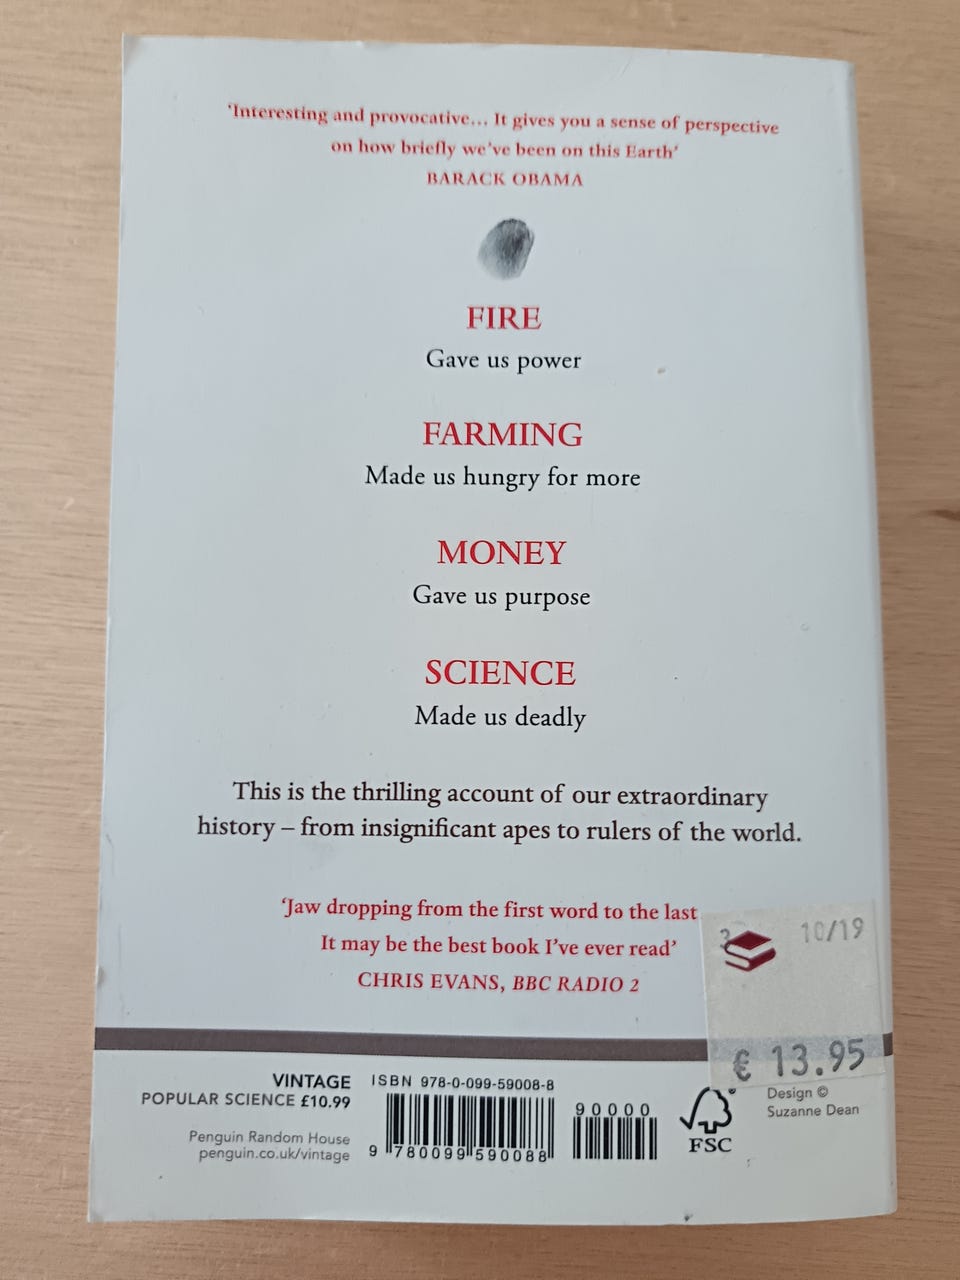 ‘Interesting and provocative... It gives you a sense of perspective
on how briefly we’ve been on this Earth’
BARACK OBAMA
FIRE
Gave us power
FARMING
Made us hungry for more
MONEY
Gave us purpose
SCIENCE
Made us deadly
This is the thrilling account of our extraordinary
history – from insignificant apes to rulers of the world.
‘Jaw dropping from the first word to the last
It may be the best book I’ve ever read’
CHRIS EVANS, BBC RADIO 2
10/19
€ 13.95
VINTAGE
POPULAR SCIENCE £10.99
Penguin Random House
penguin.co.uk/vintage
ISBN 978-0-099-59008-8
9 780099 590088
90000
FSC
Design ©
Suzanne Dean